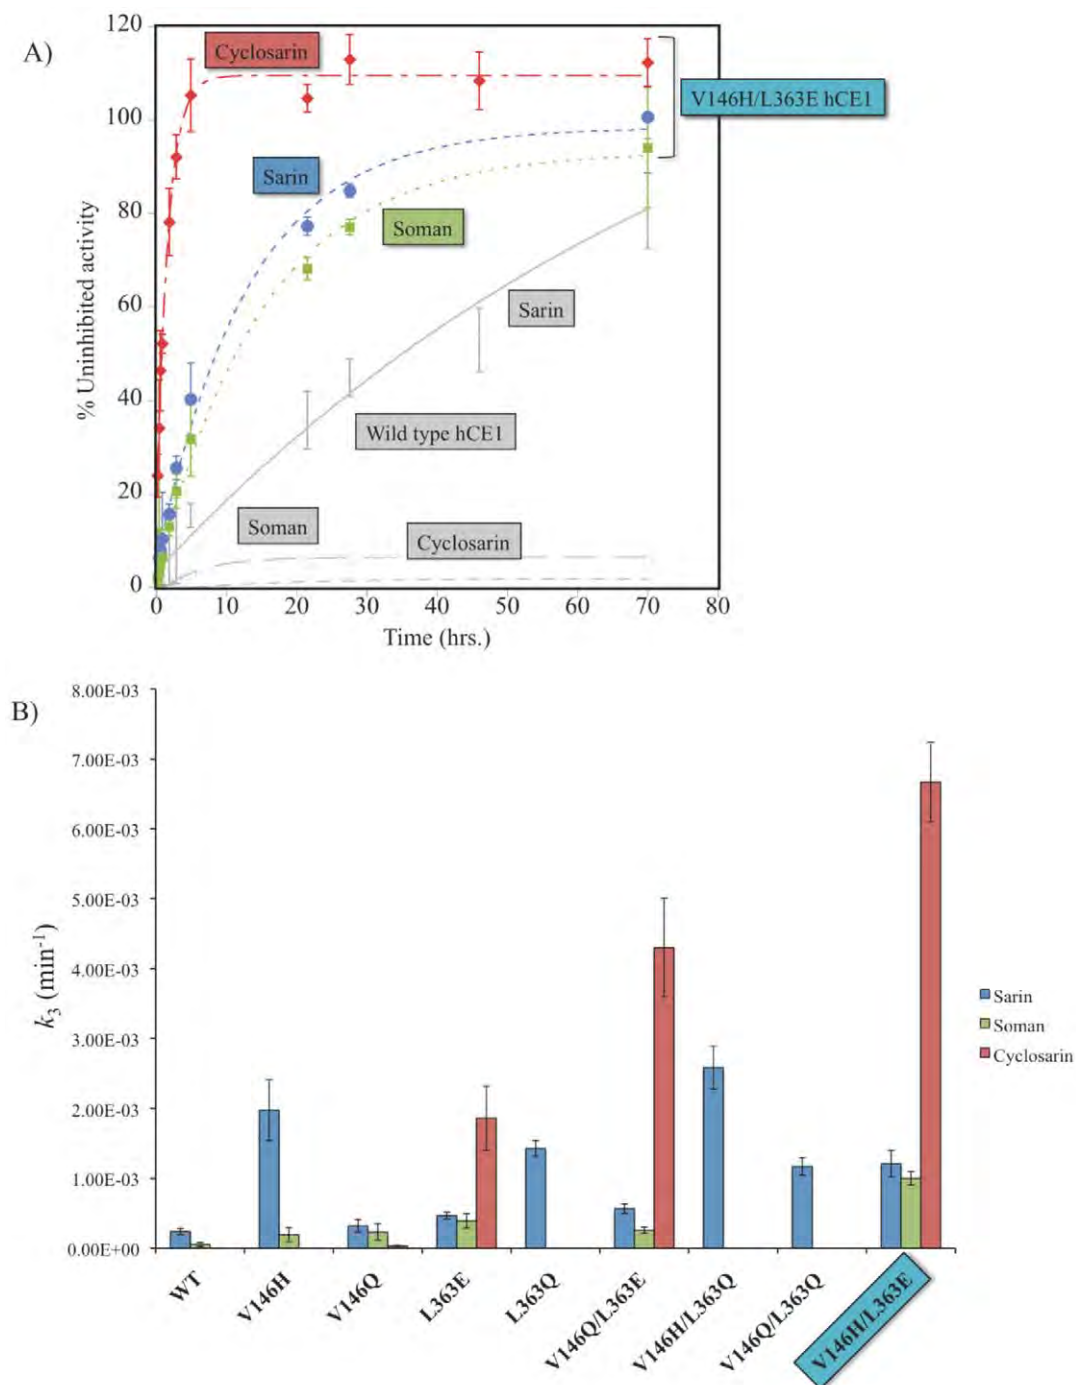 A)
120
100
80
60
40
20
0
% Uninhibited activity
Cyclosarin
V146H/L363E hCE1
Sarin
Soman
Sarin
Wild type hCE1
Soman
Cyclosarin
0 10 20 30 40 50 60 70 80
Time (hrs.)
B)
8.00E-03
7.00E-03
6.00E-03
5.00E-03
4.00E-03
3.00E-03
2.00E-03
1.00E-03
0.00E+00
k₃ (min⁻¹)
Sarin
Soman
Cyclosarin
WT
V146H
V146Q
L363E
L363Q
V146Q/L363E
V146H/L363Q
V146Q/L363Q
V146H/L363E